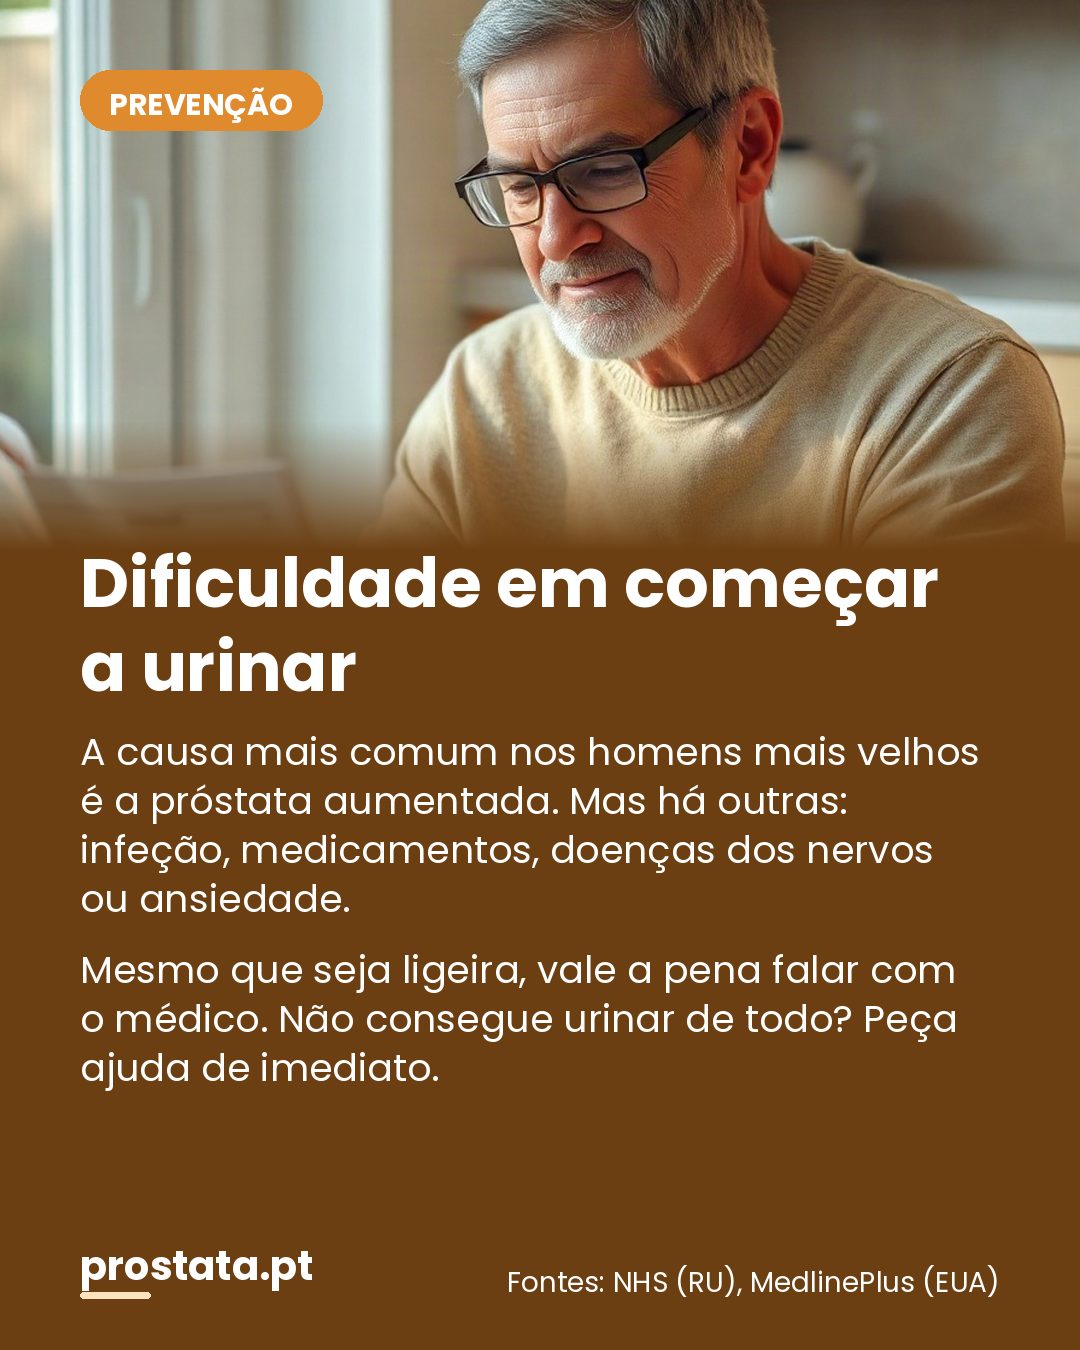 PREVENÇÃO
Dificuldade em começar
a urinar
A causa mais comum nos homens mais velhos
é a próstata aumentada. Mas há outras:
infeção, medicamentos, doenças dos nervos
ou ansiedade.
Mesmo que seja ligeira, vale a pena falar com
o médico. Não consegue urinar de todo? Peça
ajuda de imediato.
prostata.pt
Fontes: NHS (RU), MedlinePlus (EUA)